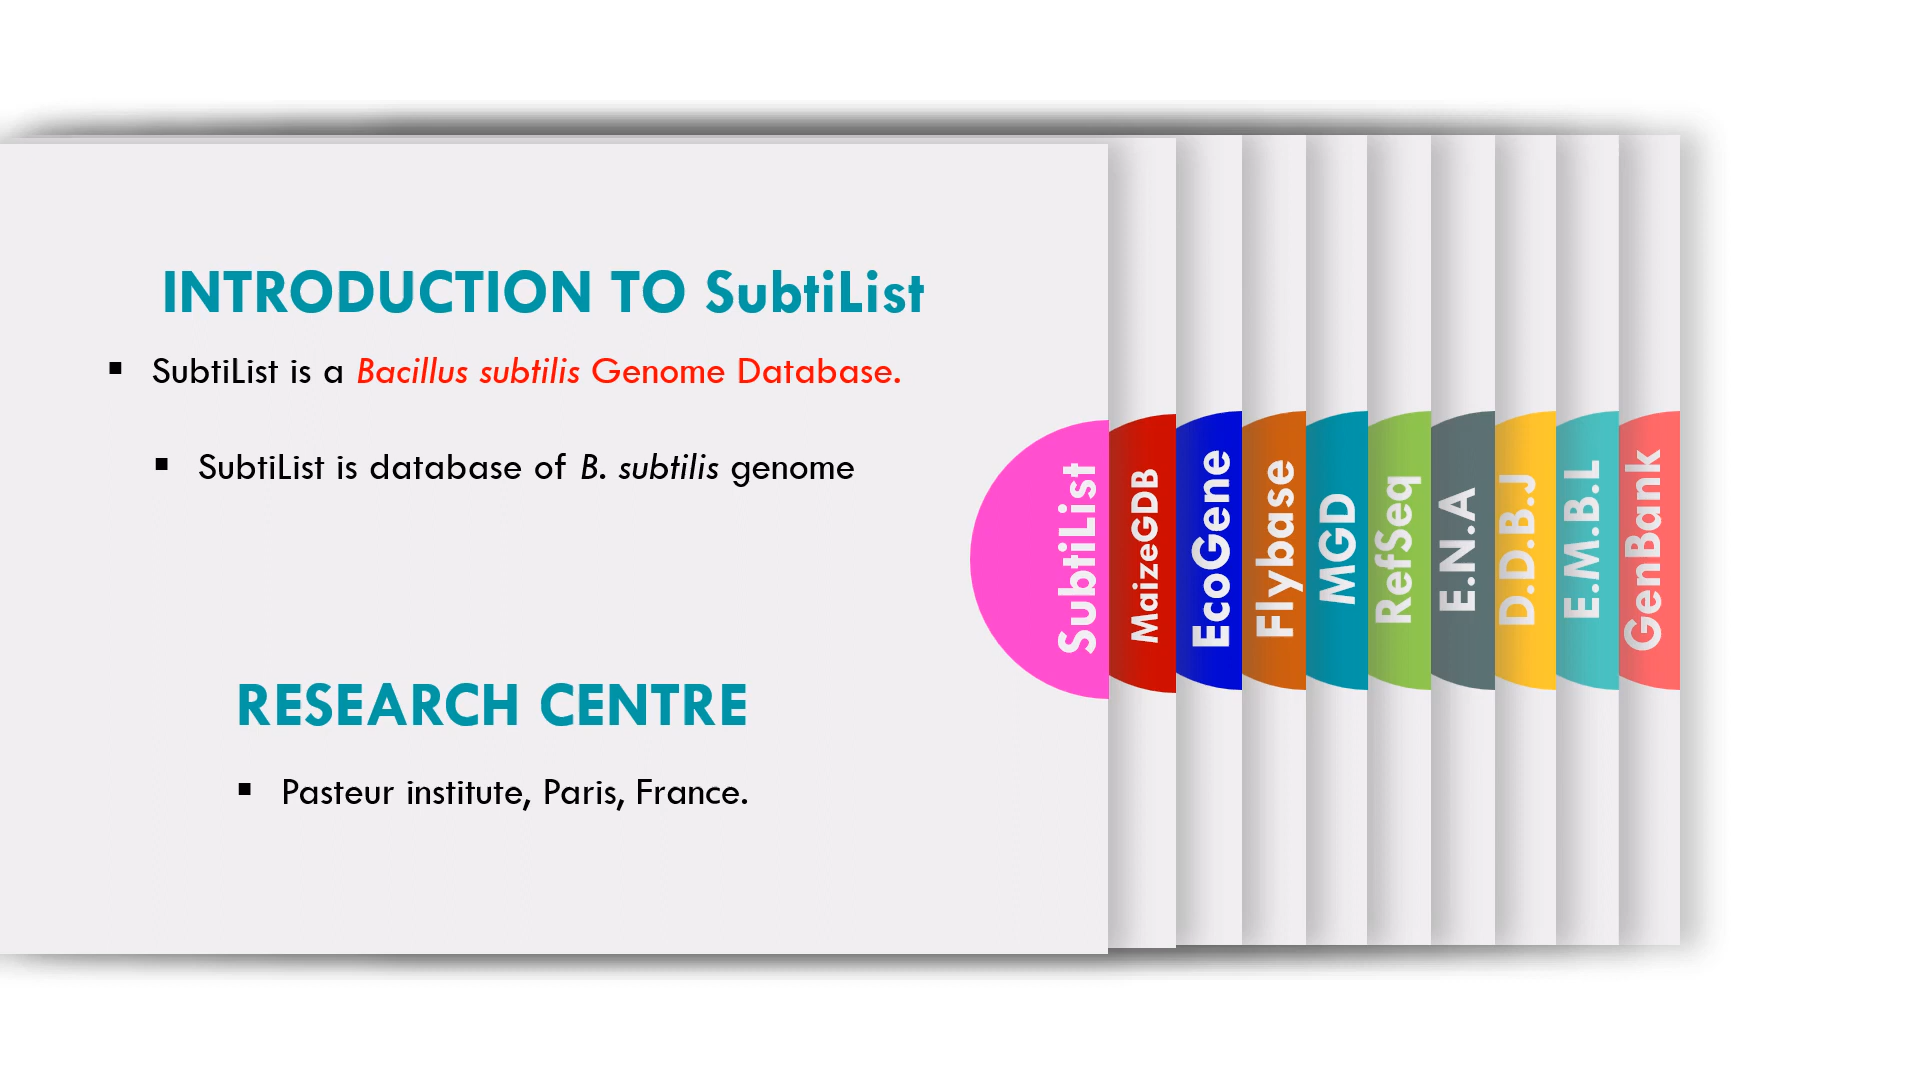 INTRODUCTION TO SubtiList
▪ SubtiList is a Bacillus subtilis Genome Database.
▪ SubtiList is database of B. subtilis genome
RESEARCH CENTRE
▪ Pasteur institute, Paris, France.
SubtiList
MaizeGDB
EcoGene
Flybase
MGD
RefSeq
E.N.A
D.D.B.J
E.M.B.L
GenBank